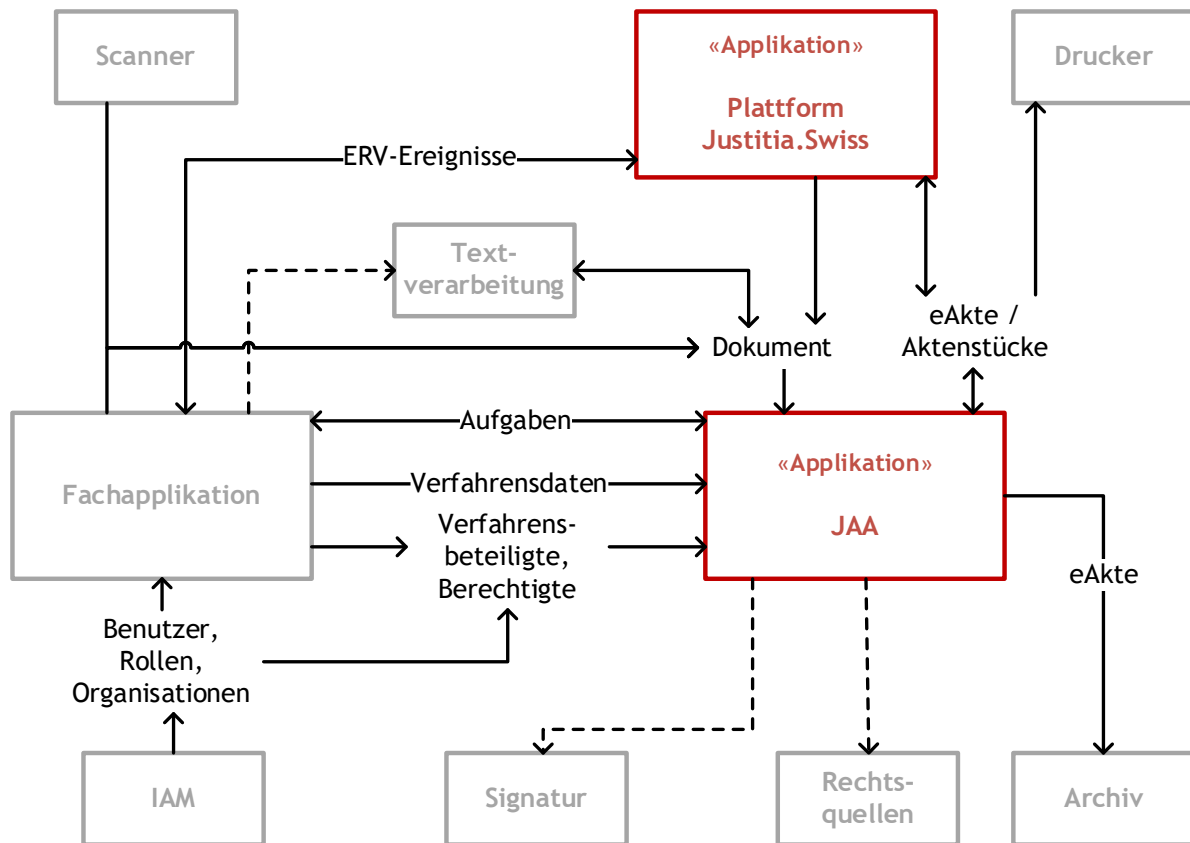 Scanner
«Applikation»
Plattform
Justitia.Swiss
Drucker
ERV-Ereignisse
Text-
verarbeitung
eAkte /
Aktenstücke
Dokument
Aufgaben
Fachapplikation
Verfahrensdaten
«Applikation»
JAA
Verfahrens-
beteiligte,
Berechtigte
eAkte
Benutzer,
Rollen,
Organisationen
IAM
Signatur
Rechts-
quellen
Archiv